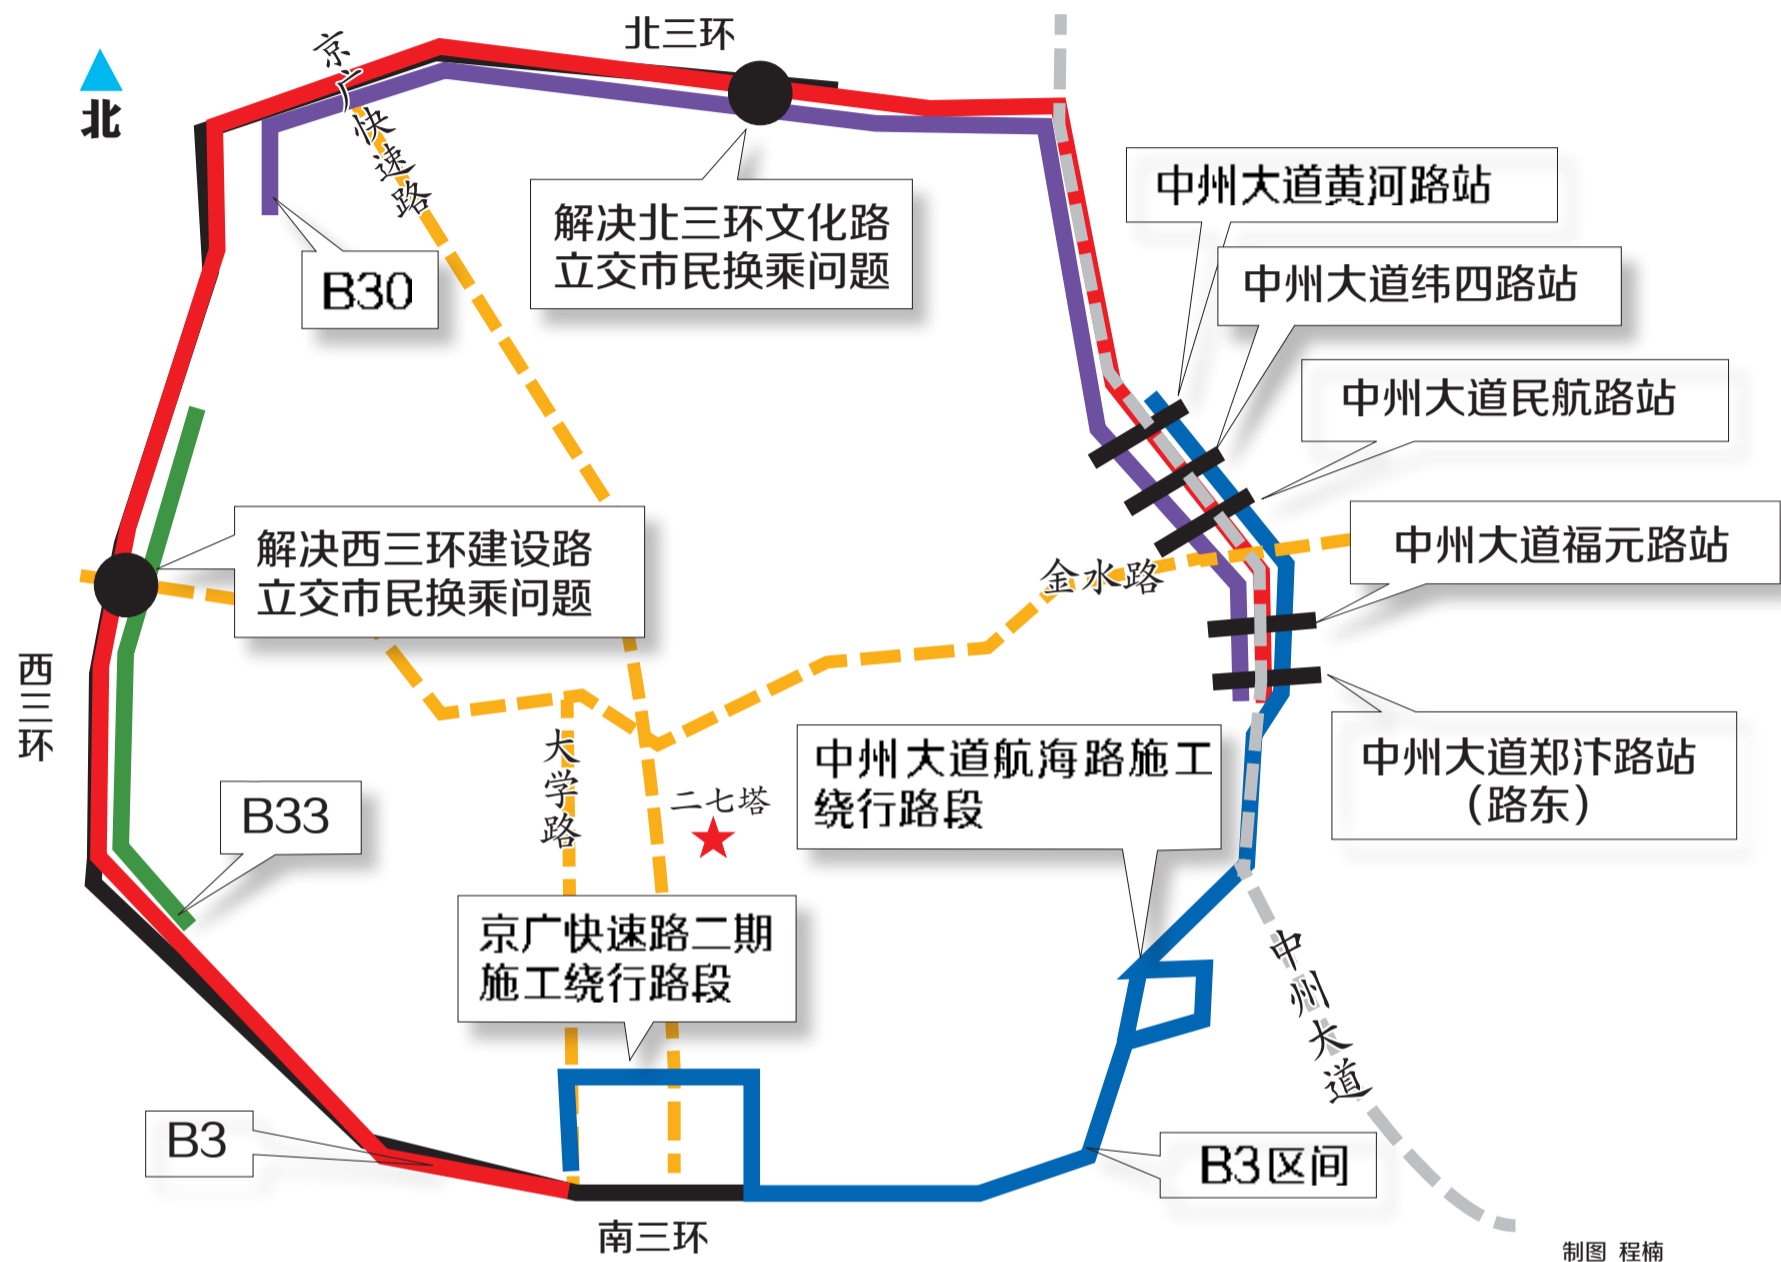 北三环
北
京广快速路
中州大道黄河路站
解决北三环文化路
立交市民换乘问题
B30
中州大道纬四路站
中州大道民航路站
解决西三环建设路
立交市民换乘问题
中州大道福元路站
金水路
西三环
大学路
二七塔
中州大道航海路施工
绕行路段
中州大道郑汴路站
（路东）
B33
京广快速路二期
施工绕行路段
中州大道
B3
B3区间
南三环
制图 程楠